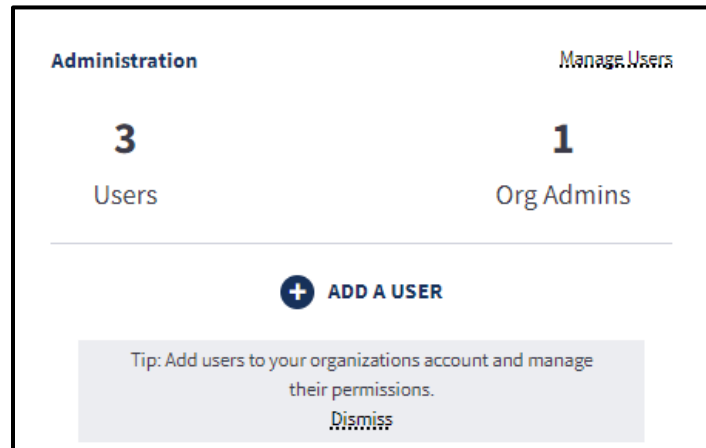 Administration
Manage Users
3
1
Users
Org Admins
ADD A USER
Tip: Add users to your organizations account and manage
their permissions.
Dismiss